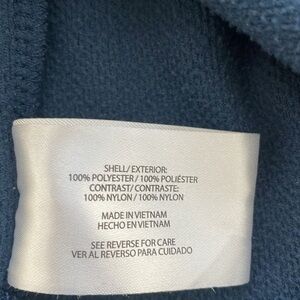 SHELL/ EXTERIOR:
100% POLYESTER / 100% POLIÉSTER
CONTRAST/ CONTRASTE:
100% NYLON / 100% NYLON
MADE IN VIETNAM
HECHO EN VIETNAM
SEE REVERSE FOR CARE
VER AL REVERSO PARA CUIDADO